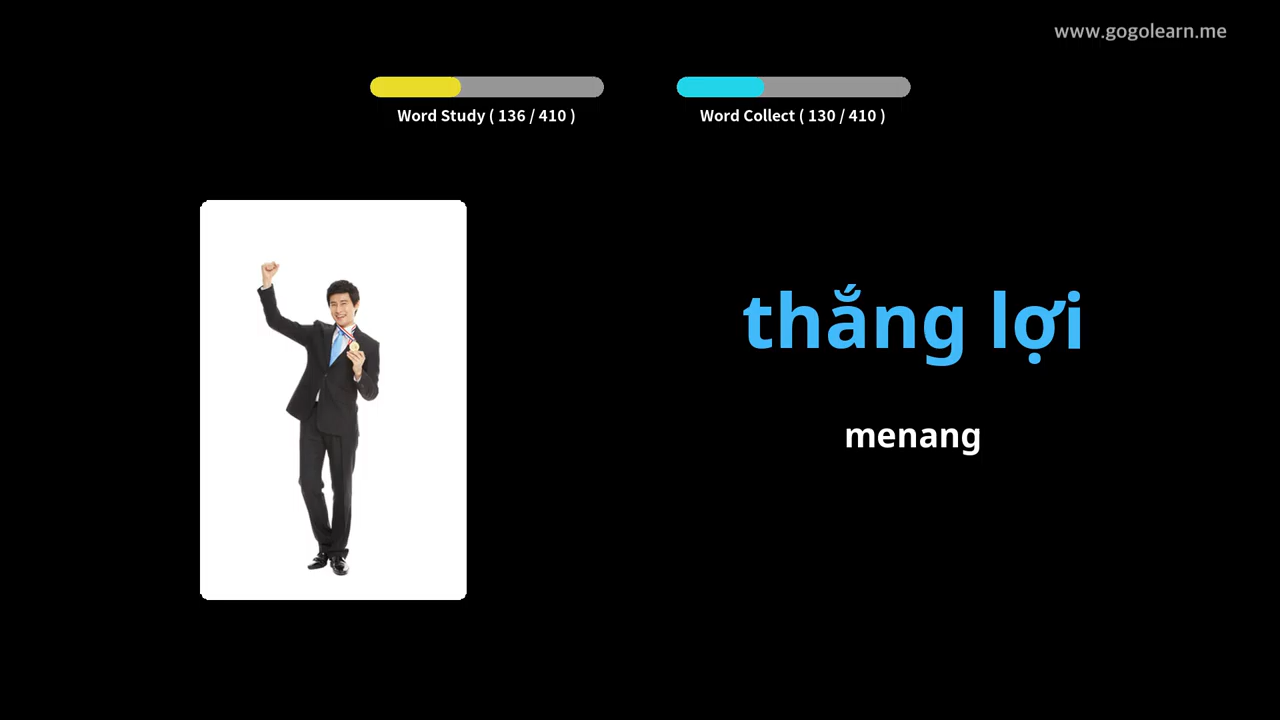 www.gogolearn.me
Word Study ( 136 / 410 )
Word Collect ( 130 / 410 )
thắng lợi
menang